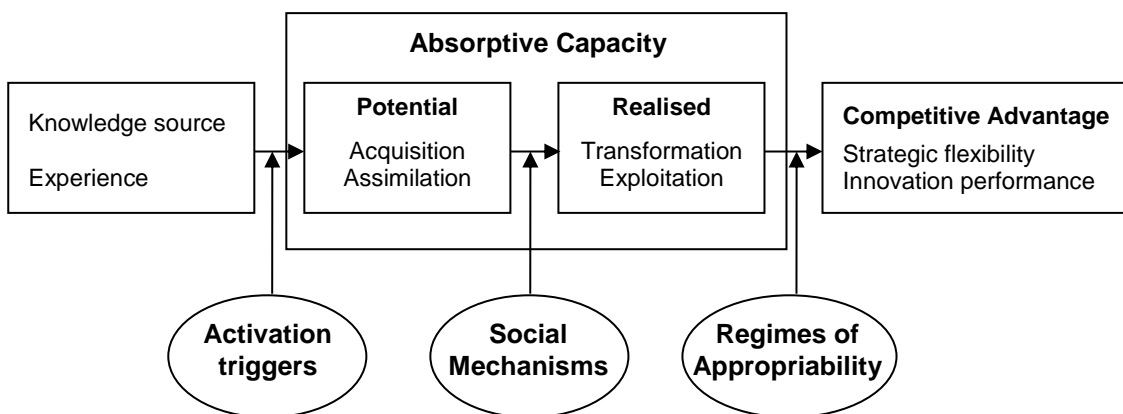 Absorptive Capacity
Knowledge source
Experience
Potential
Acquisition
Assimilation
Realised
Transformation
Exploitation
Competitive Advantage
Strategic flexibility
Innovation performance
Activation
triggers
Social
Mechanisms
Regimes of
Appropriability